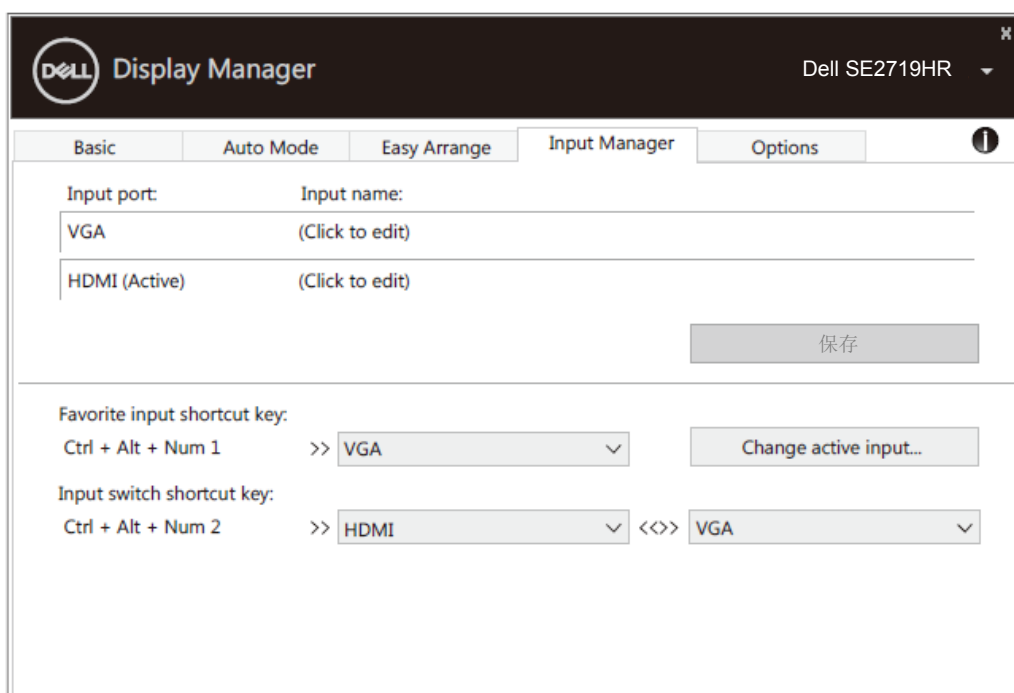 DELL Display Manager Dell SE2719HR
Basic Auto Mode Easy Arrange Input Manager Options
Input port: Input name:
VGA (Click to edit)
HDMI (Active) (Click to edit)
保存
Favorite input shortcut key:
Ctrl + Alt + Num 1 >> VGA Change active input...
Input switch shortcut key:
Ctrl + Alt + Num 2 >> HDMI <<>> VGA